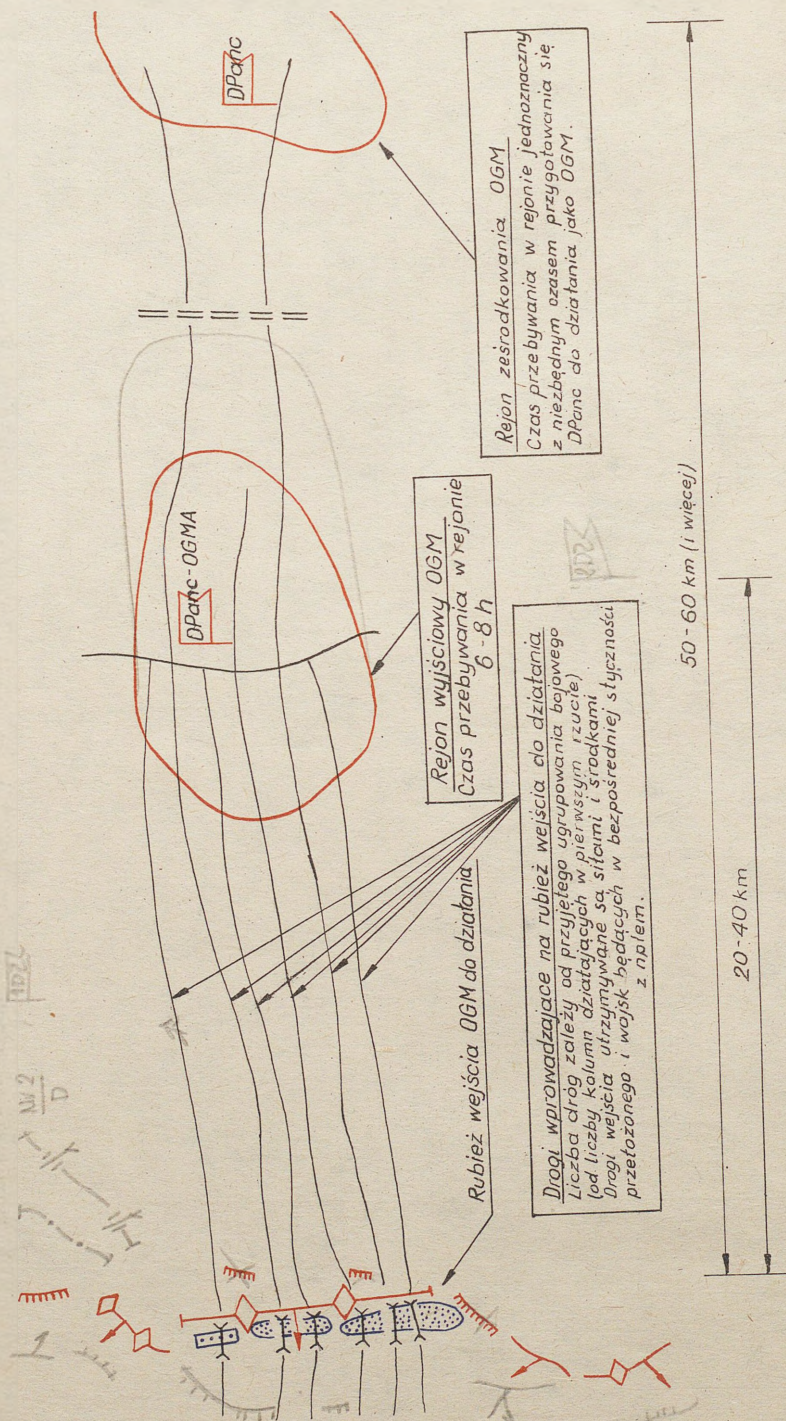 DPanc
DPanc-OGMA
Rejon ześrodkowania OGM
Czas przebywania w rejonie jednoznaczny
z niezbędnym czasem przygotowania się
DPanc do działania jako OGM.
Rejon wyjściowy OGM
Czas przebywania w rejonie
6-8 h
Drogi wprowadzające na rubież wejścia do działania
Liczba dróg zależy od przyjętego ugrupowania bojowego
(od liczby kolumn działających w pierwszym rzucie)
Drogi wejścia utrzymywane są siłami i środkami
przełożonego i wojsk będących w bezpośredniej styczności
z nplem.
Rubież wejścia OGM do działania
50-60 km (i więcej)
20-40 km
1